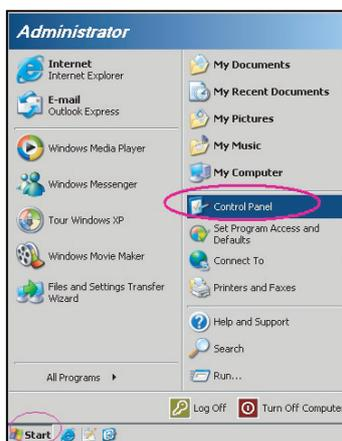 Administrator
Internet
Internet Explorer
E-mail
Outlook Express
Windows Media Player
Windows Messenger
Tour Windows XP
Windows Movie Maker
Files and Settings Transfer
Wizard
All Programs
My Documents
My Recent Documents
My Pictures
My Music
My Computer
Control Panel
Set Program Access and
Defaults
Connect To
Printers and Faxes
Help and Support
Search
Run...
Log Off
Turn Off Computer
Start